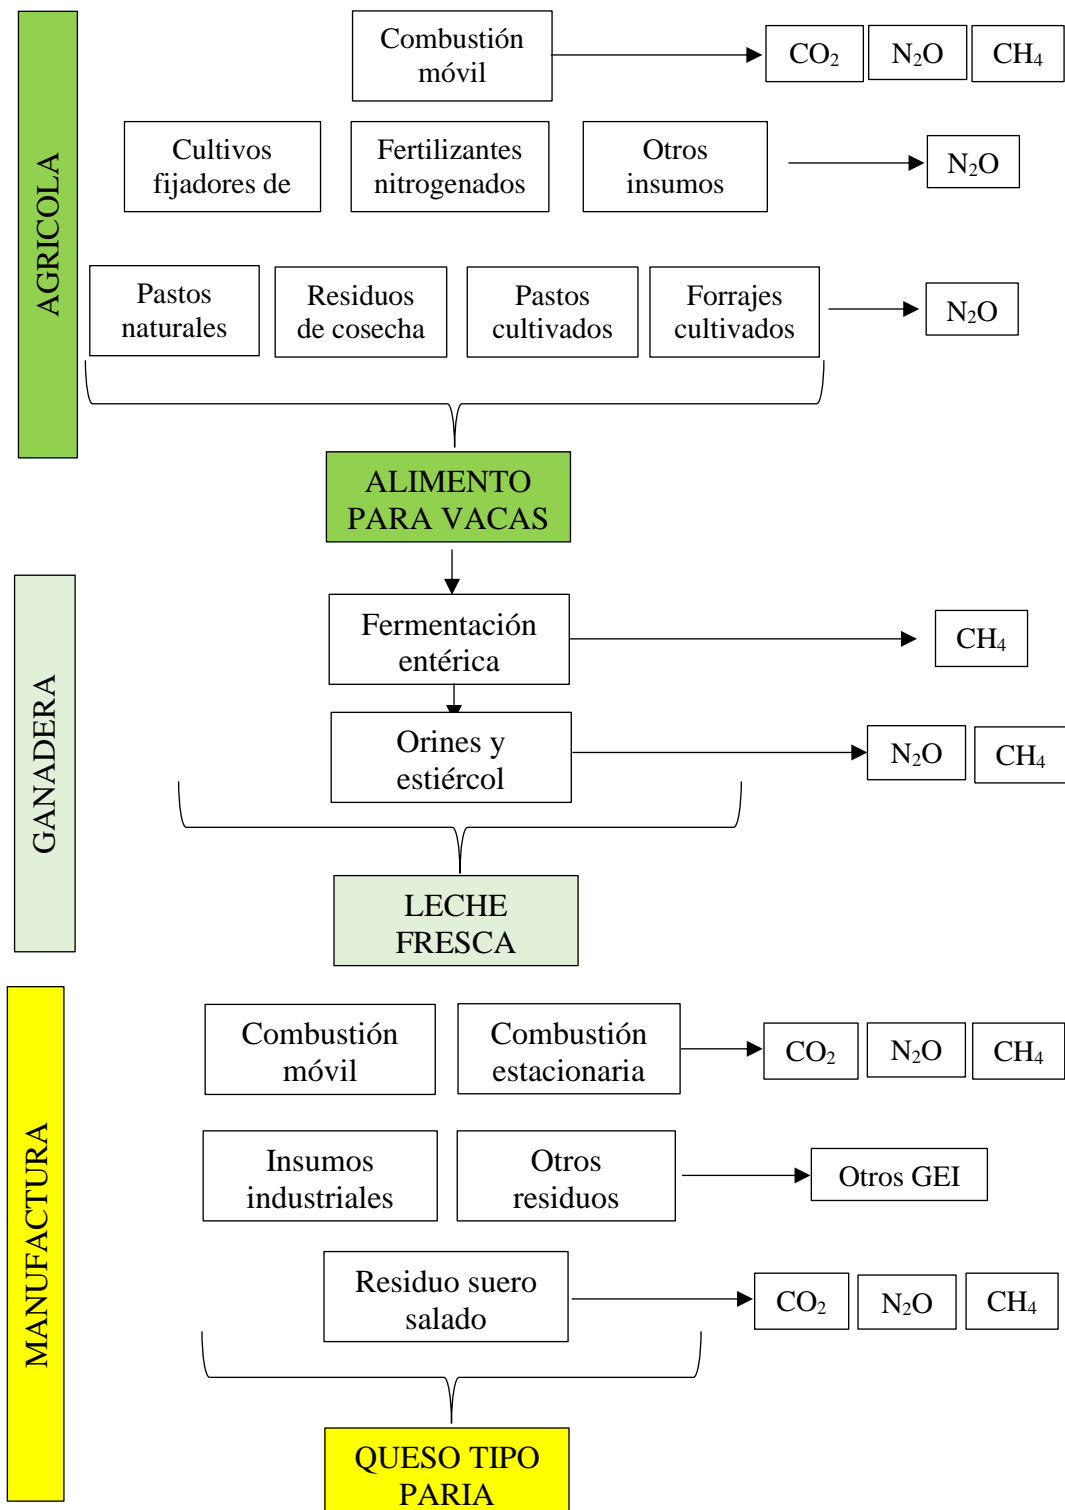 AGRICOLA
Combustión
móvil
CO₂ N₂O CH₄
Cultivos
fijadores de
Fertilizantes
nitrogenados
Otros
insumos
N₂O
Pastos
naturales
Residuos
de cosecha
Pastos
cultivados
Forrajes
cultivados
N₂O
ALIMENTO
PARA VACAS
GANADERA
Fermentación
entérica
CH₄
Orines y
estiércol
N₂O CH₄
LECHE
FRESCA
MANUFACTURA
Combustión
móvil
Combustión
estacionaria
CO₂ N₂O CH₄
Insumos
industriales
Otros
residuos
Otros GEI
Residuo suero
salado
CO₂ N₂O CH₄
QUESO TIPO
PARIA